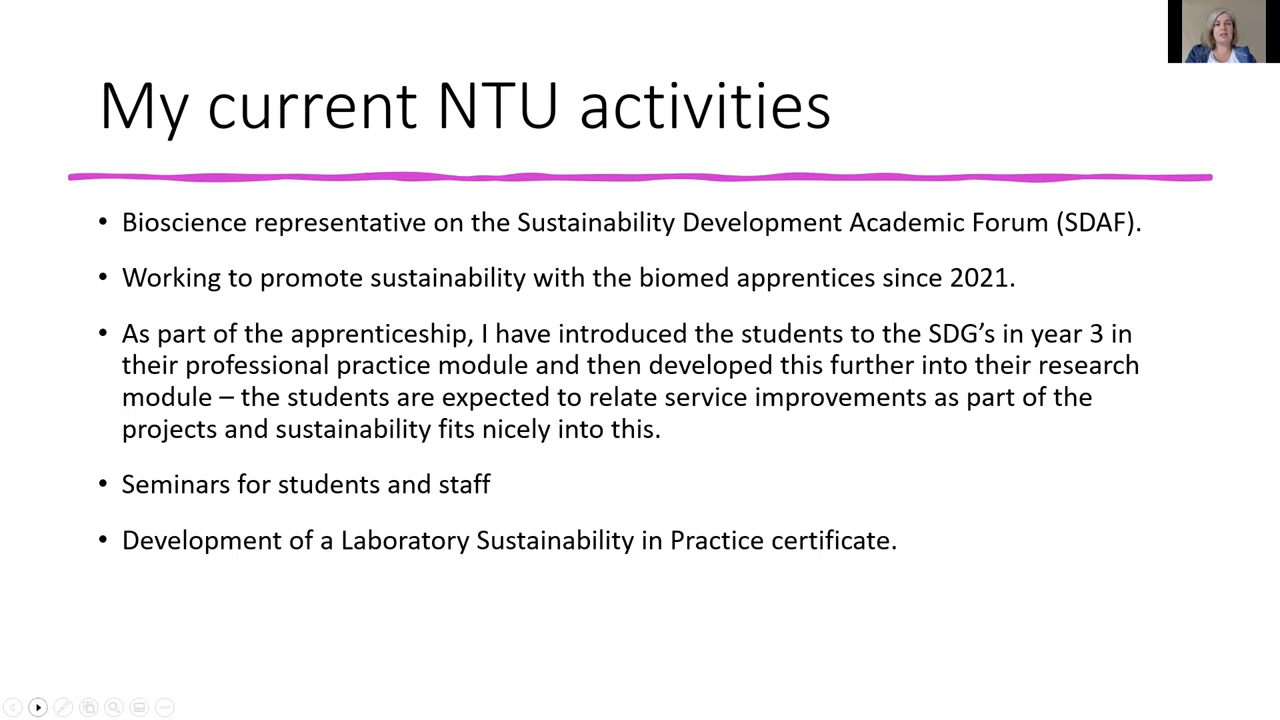 My current NTU activities
• Bioscience representative on the Sustainability Development Academic Forum (SDAF).
• Working to promote sustainability with the biomed apprentices since 2021.
• As part of the apprenticeship, I have introduced the students to the SDG’s in year 3 in
their professional practice module and then developed this further into their research
module – the students are expected to relate service improvements as part of the
projects and sustainability fits nicely into this.
• Seminars for students and staff
• Development of a Laboratory Sustainability in Practice certificate.